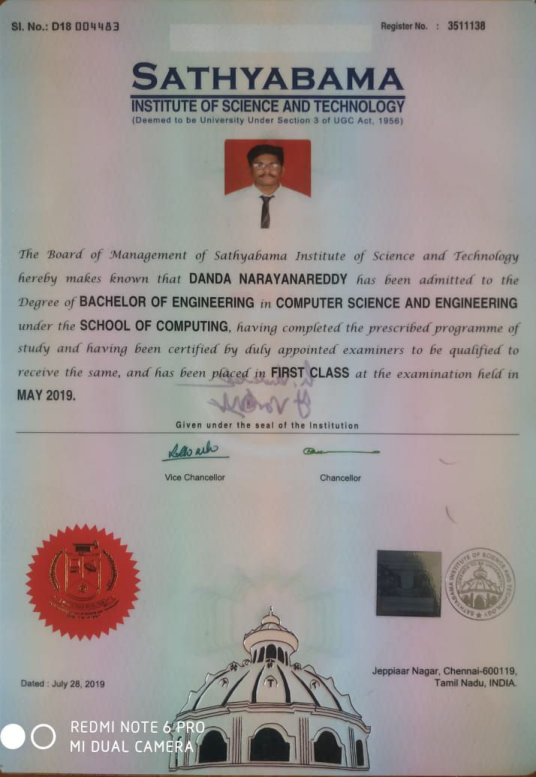 Sl. No.: D18 004483
Register No. : 3511138
SATHYABAMA
INSTITUTE OF SCIENCE AND TECHNOLOGY
(Deemed to be University Under Section 3 of UGC Act, 1956)
The Board of Management of Sathyabama Institute of Science and Technology
hereby makes known that DANDA NARAYANAREDDY has been admitted to the
Degree of BACHELOR OF ENGINEERING in COMPUTER SCIENCE AND ENGINEERING
under the SCHOOL OF COMPUTING, having completed the prescribed programme of
study and having been certified by duly appointed examiners to be qualified to
receive the same, and has been placed in FIRST CLASS at the examination held in
MAY 2019.
Given under the seal of the Institution
Vice Chancellor
Chancellor
SATHYABAMA INSTITUTE OF SCIENCE AND
Dated : July 28, 2019
Jeppiaar Nagar, Chennai-600119,
Tamil Nadu, INDIA.
REDMI NOTE 6 PRO
MI DUAL CAMERA